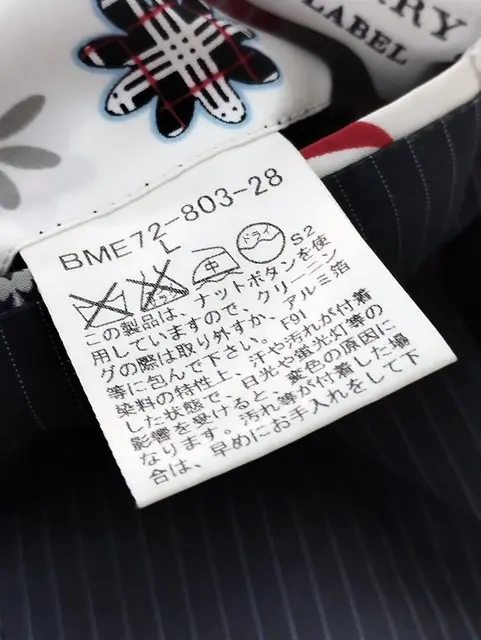 RRY
LABEL
BME72-803-28
L
中 ドライ S2
この製品は、ナットボタンを使
用していますので、クリーニン
グの際は取り外すか、アルミ箔
等に包んで下さい。 F91
染料の特性上、汗や汚れが付着
した状態で、日光や蛍光灯等の
影響を受けると、変色の原因に
なります。汚れ等が付着した場
合は、早めにお手入れをして下